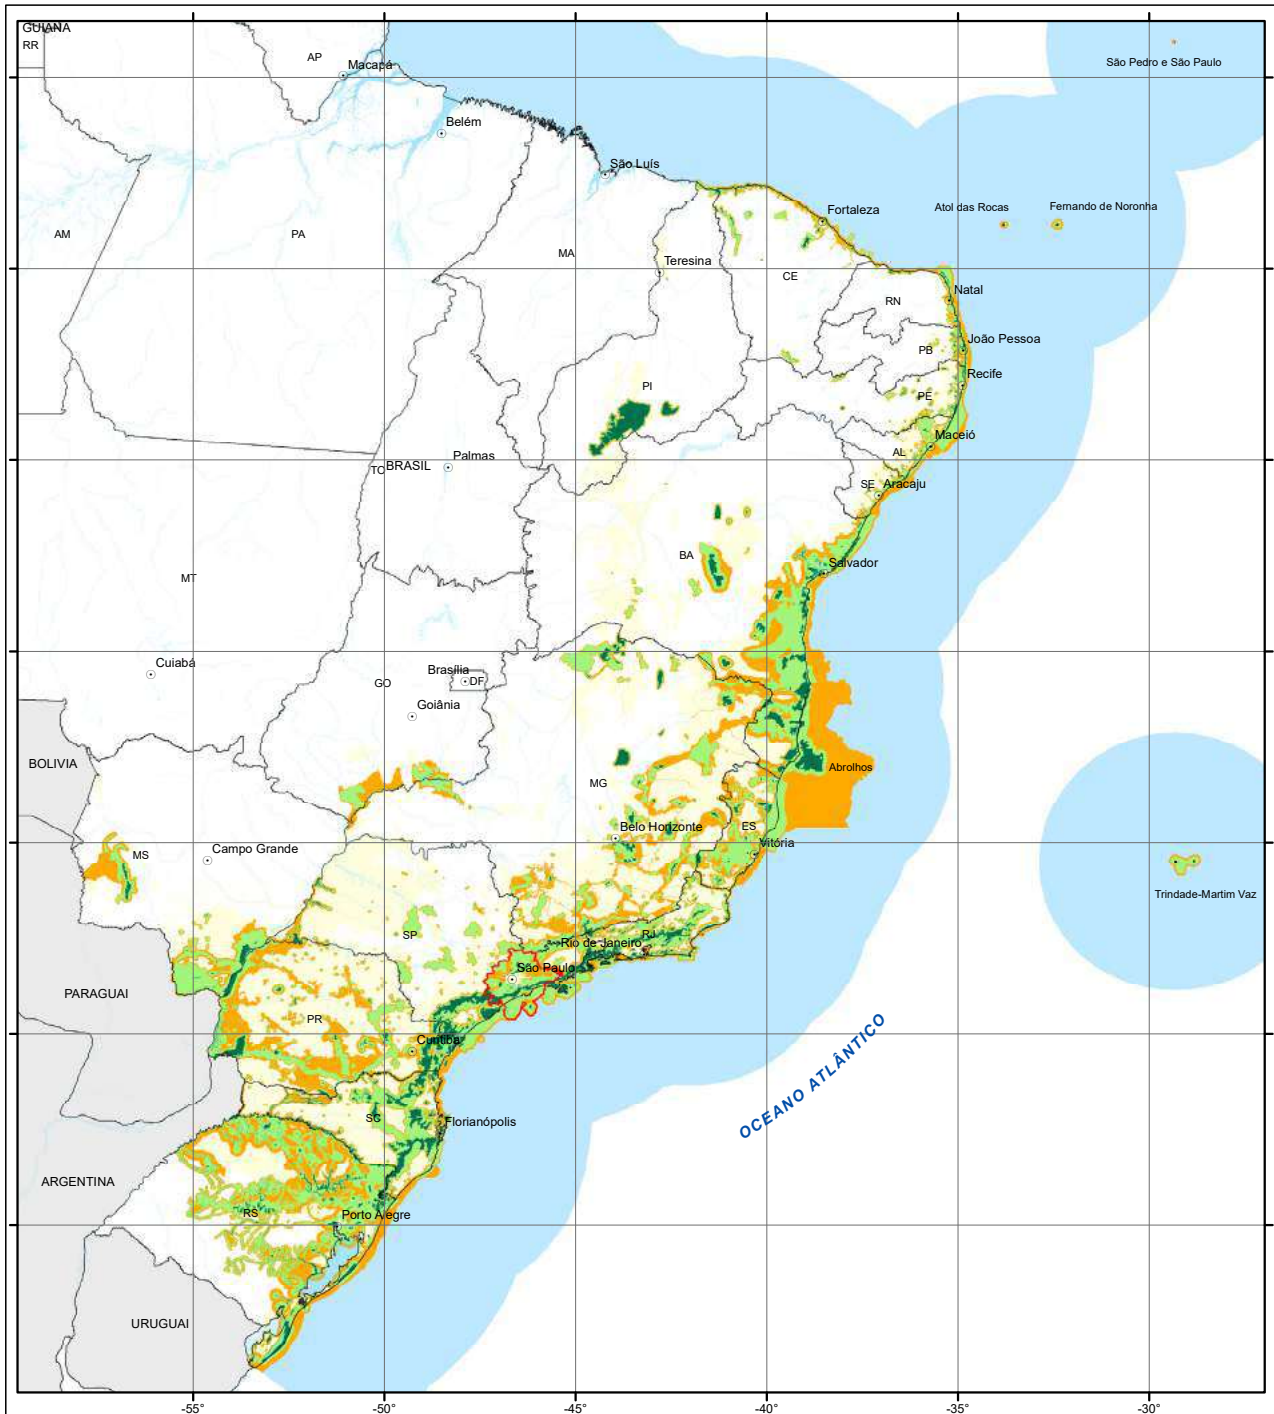 GUIANA
RR
AP
Macapá
São Pedro e São Paulo
Belém
São Luís
Atol das Rocas
Fernando de Noronha
Fortaleza
AM
PA
MA
Teresina
CE
RN
Natal
PB
João Pessoa
PI
PE
Recife
Maceió
AL
Palmas
TO
BRASIL
SE
Aracaju
BA
Salvador
MT
Cuiabá
Brasília
DF
GO
Goiânia
BOLIVIA
Abrolhos
MG
Belo Horizonte
ES
Vitória
MS
Campo Grande
Trindade-Martim Vaz
SP
RJ
Rio de Janeiro
São Paulo
PARAGUAI
PR
Curitiba
OCEANO ATLÂNTICO
SC
Florianópolis
ARGENTINA
RS
Porto Alegre
URUGUAI
-55°
-50°
-45°
-40°
-35°
-30°